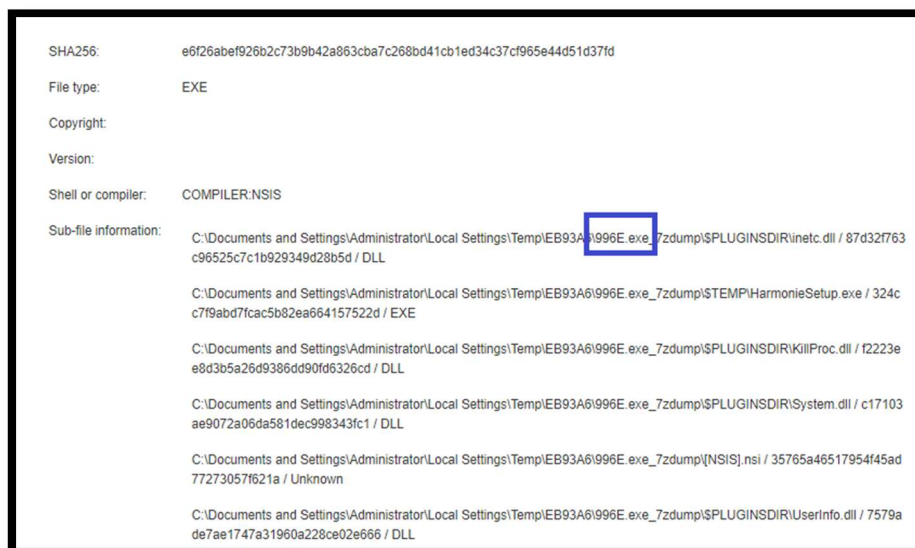 SHA256: e6f26abef926b2c73b9b42a863cba7c268bd41cb1ed34c37cf965e44d51d37fd
File type: EXE
Copyright:
Version:
Shell or compiler: COMPILER:NSIS
Sub-file information: C:\Documents and Settings\Administrator\Local Settings\Temp\EB93A6\996E.exe_7zdump\$PLUGINSDIR\inetc.dll / 87d32f763
c96525c7c1b929349d28b5d / DLL
C:\Documents and Settings\Administrator\Local Settings\Temp\EB93A6\996E.exe_7zdump\$TEMP\HarmonieSetup.exe / 324c
c7f9abd7fcac5b82ea664157522d / EXE
C:\Documents and Settings\Administrator\Local Settings\Temp\EB93A6\996E.exe_7zdump\$PLUGINSDIR\KillProc.dll / f2223e
e8d3b5a26d9386dd90fd6326cd / DLL
C:\Documents and Settings\Administrator\Local Settings\Temp\EB93A6\996E.exe_7zdump\$PLUGINSDIR\System.dll / c17103
ae9072a06da581dec998343fc1 / DLL
C:\Documents and Settings\Administrator\Local Settings\Temp\EB93A6\996E.exe_7zdump\[NSIS].nsi / 35765a46517954f45ad
77273057f621a / Unknown
C:\Documents and Settings\Administrator\Local Settings\Temp\EB93A6\996E.exe_7zdump\$PLUGINSDIR\UserInfo.dll / 7579a
de7ae1747a31960a228ce02e666 / DLL